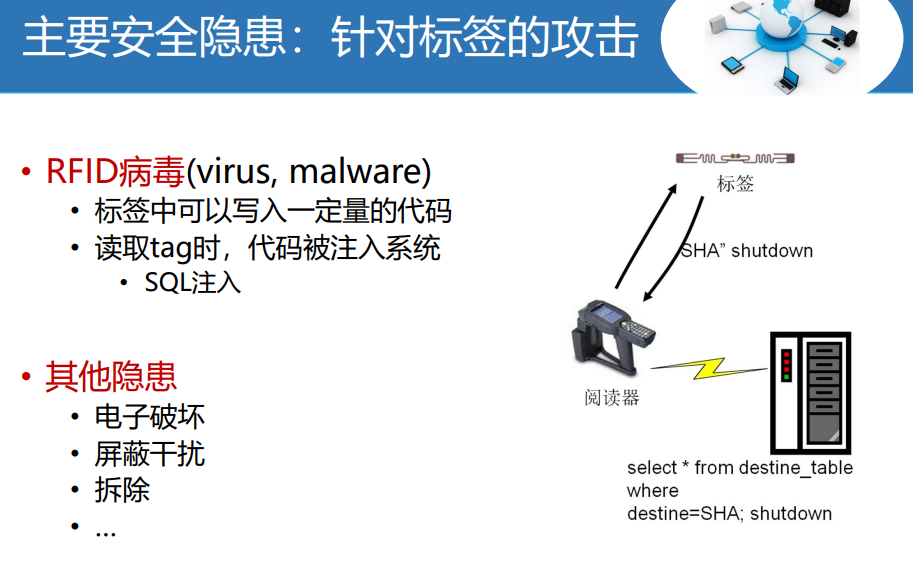 主要安全隐患：针对标签的攻击
• RFID病毒(virus, malware)
• 标签中可以写入一定量的代码
• 读取tag时，代码被注入系统
• SQL注入
• 其他隐患
• 电子破坏
• 屏蔽干扰
• 拆除
• ...
标签
SHA” shutdown
阅读器
select * from destine_table
where
destine=SHA; shutdown